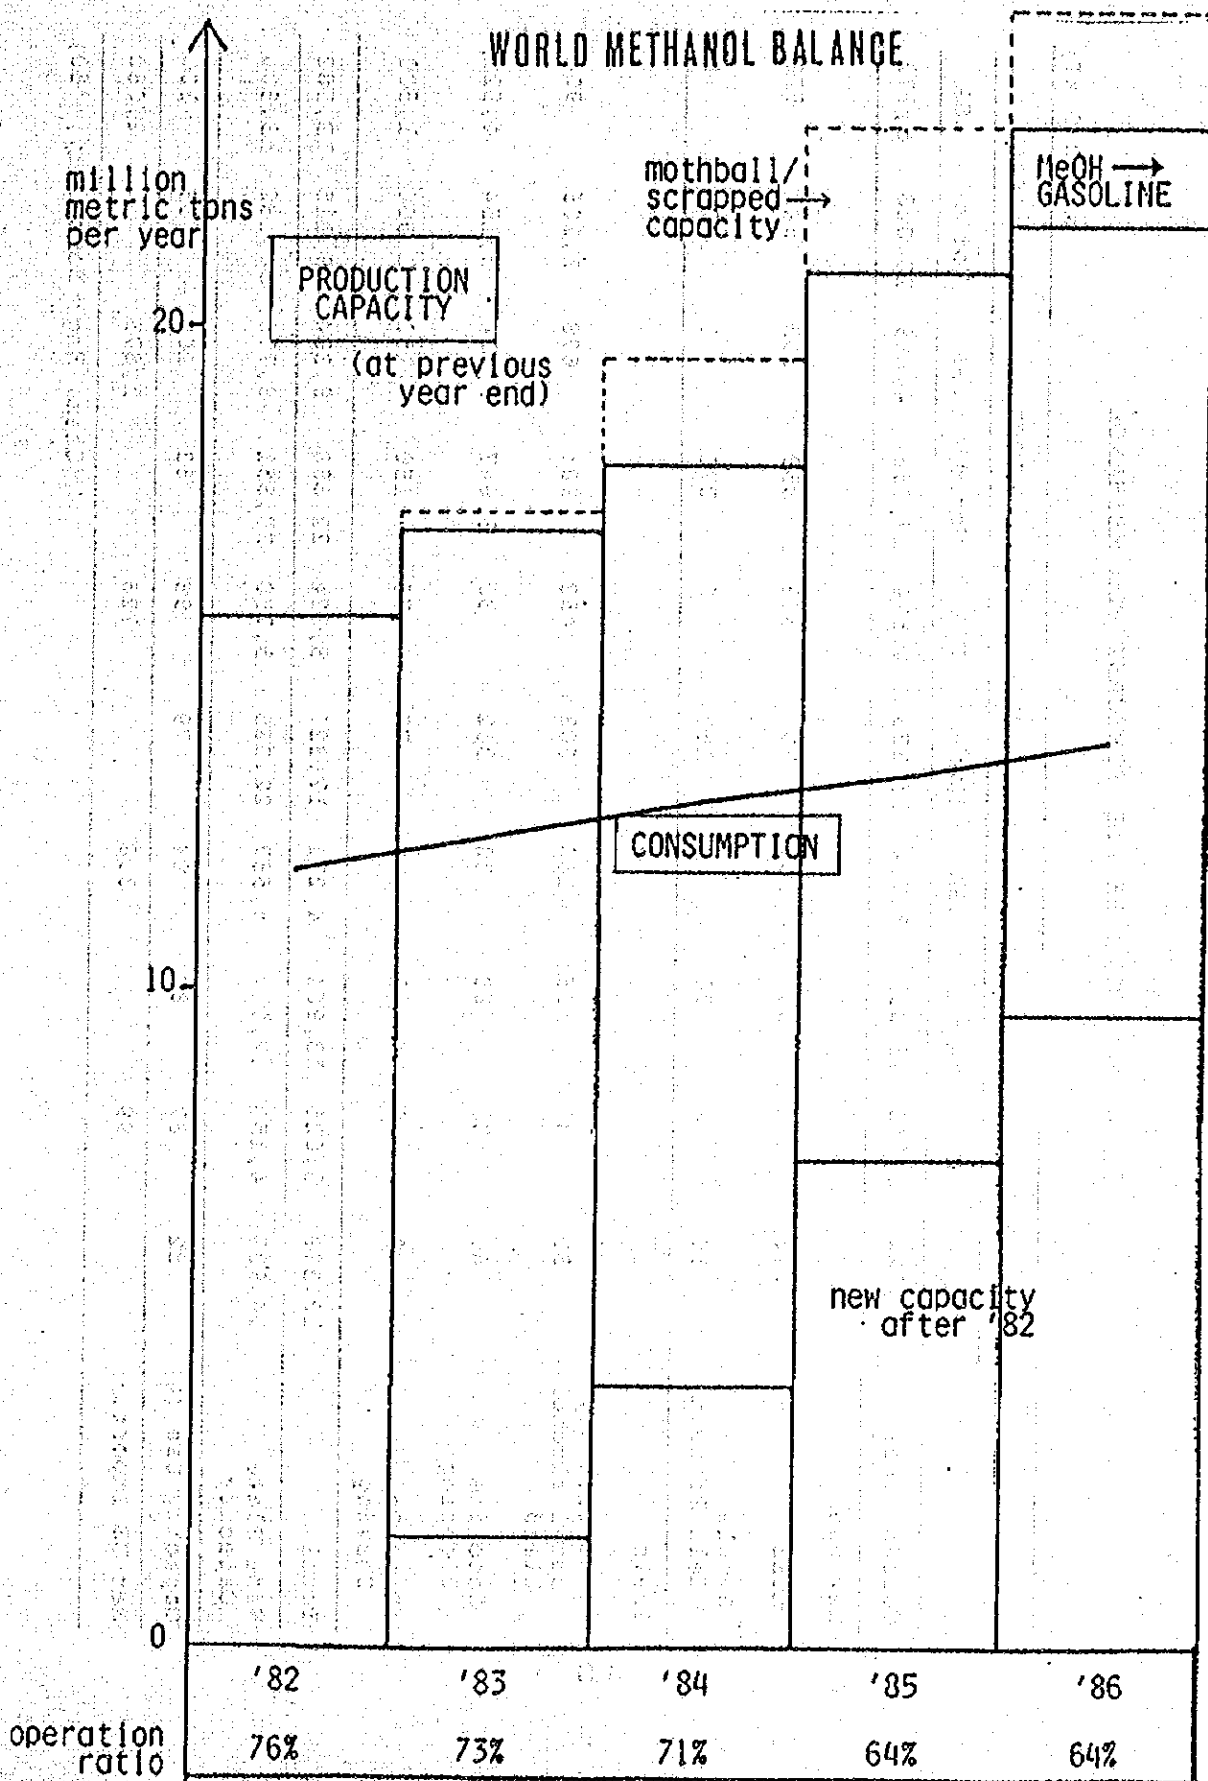 WORLD METHANOL BALANCE
million
metric tons
per year
mothball/
scrapped
capacity
MeOH
GASOLINE
PRODUCTION
CAPACITY
20
(at previous
year end)
CONSUMPTION
10
new capacity
after '82
0
'82 '83 '84 '85 '86
operation
ratio
76% 73% 71% 64% 64%